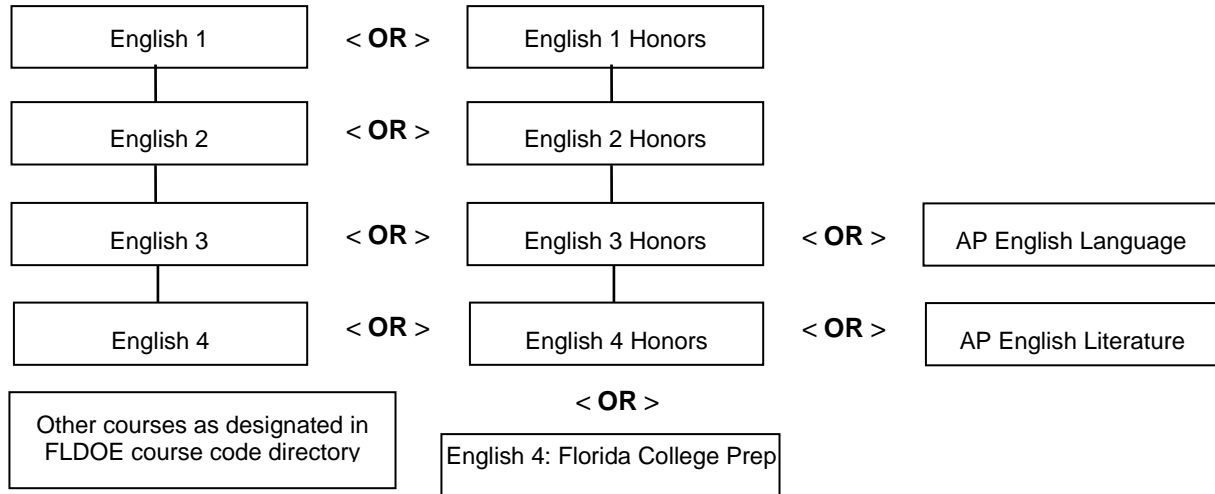 English 1 < OR > English 1 Honors
English 2 < OR > English 2 Honors
English 3 < OR > English 3 Honors < OR > AP English Language
English 4 < OR > English 4 Honors < OR > AP English Literature
< OR >
Other courses as designated in
FLDOE course code directory
English 4: Florida College Prep